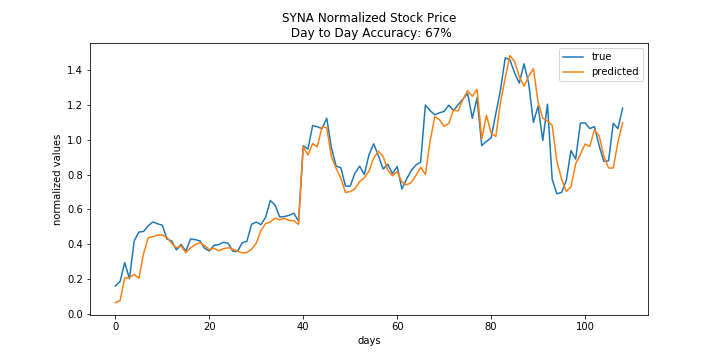 SYNA Normalized Stock Price
Day to Day Accuracy: 67%
true
predicted
normalized values
1.4
1.2
1.0
0.8
0.6
0.4
0.2
0.0
0 20 40 60 80 100
days